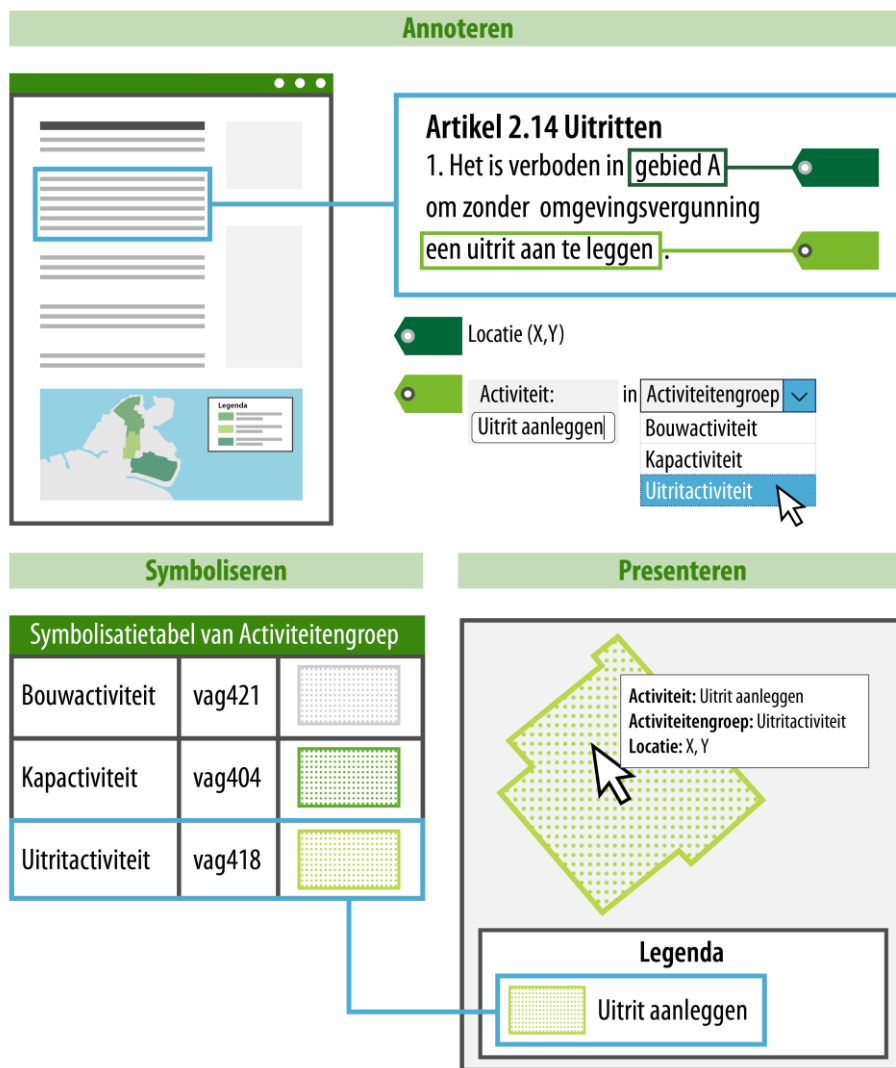 Annoteren
Artikel 2.14 Uitritten
1. Het is verboden in gebied A
om zonder omgevingsvergunning
een uitrit aan te leggen .
Legenda
Locatie (X,Y)
Activiteit:
Uitrit aanleggen
in Activiteitengroep
Bouwactiviteit
Kapactiviteit
Uitritactiviteit
Symboliseren
Symbolisatietabel van Activiteitengroep
Bouwactiviteit vag421
Kapactiviteit vag404
Uitritactiviteit vag418
Presenteren
Activiteit: Uitrit aanleggen
Activiteitengroep: Uitritactiviteit
Locatie: X, Y
Legenda
Uitrit aanleggen